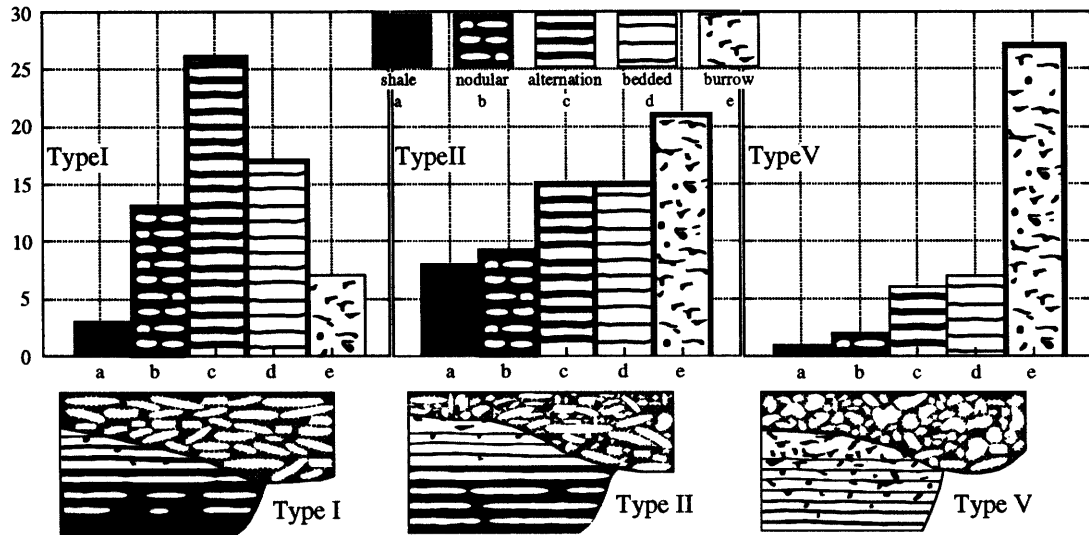 30
25
20
15
10
5
0
shale nodular alternation bedded burrow
a b c d e
TypeI TypeII TypeV
a b c d e a b c d e a b c d e
Type I Type II Type V